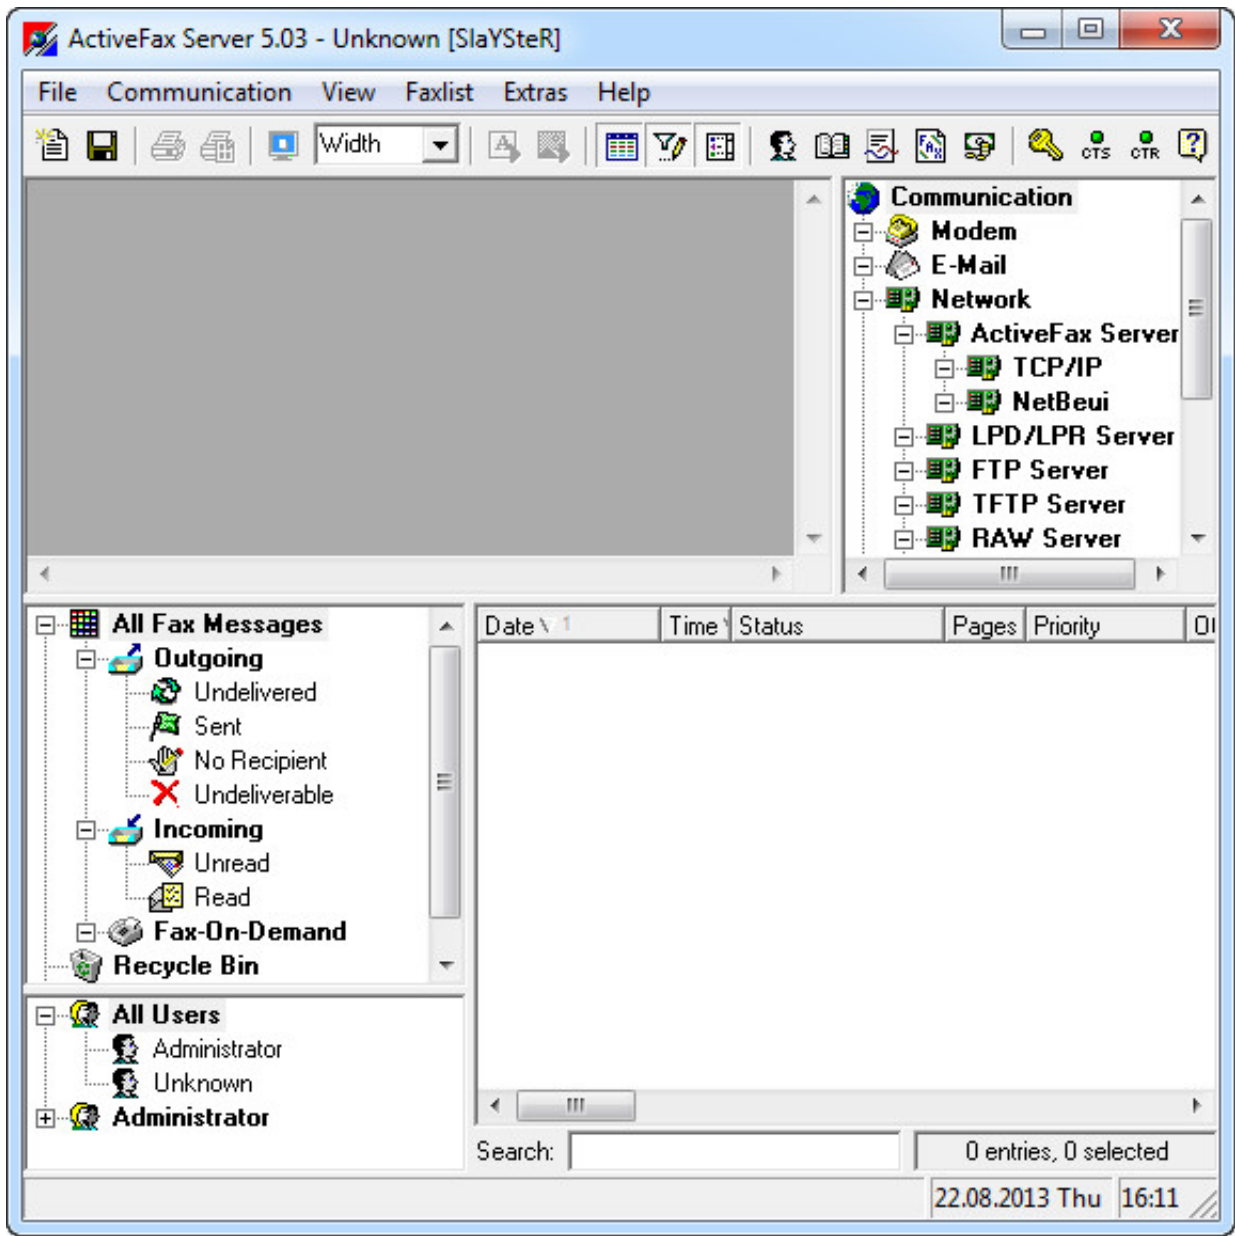 ActiveFax Server 5.03 - Unknown [SlaYSteR]
File Communication View Faxlist Extras Help
Width CTS CTR
Communication
Modem
E-Mail
Network
ActiveFax Server
TCP/IP
NetBeui
LPD/LPR Server
FTP Server
TFTP Server
RAW Server
All Fax Messages
Outgoing
Undelivered
Sent
No Recipient
Undeliverable
Incoming
Unread
Read
Fax-On-Demand
Recycle Bin
All Users
Administrator
Unknown
Administrator
Date 1 Time Status Pages Priority
Search:
0 entries, 0 selected
22.08.2013 Thu 16:11